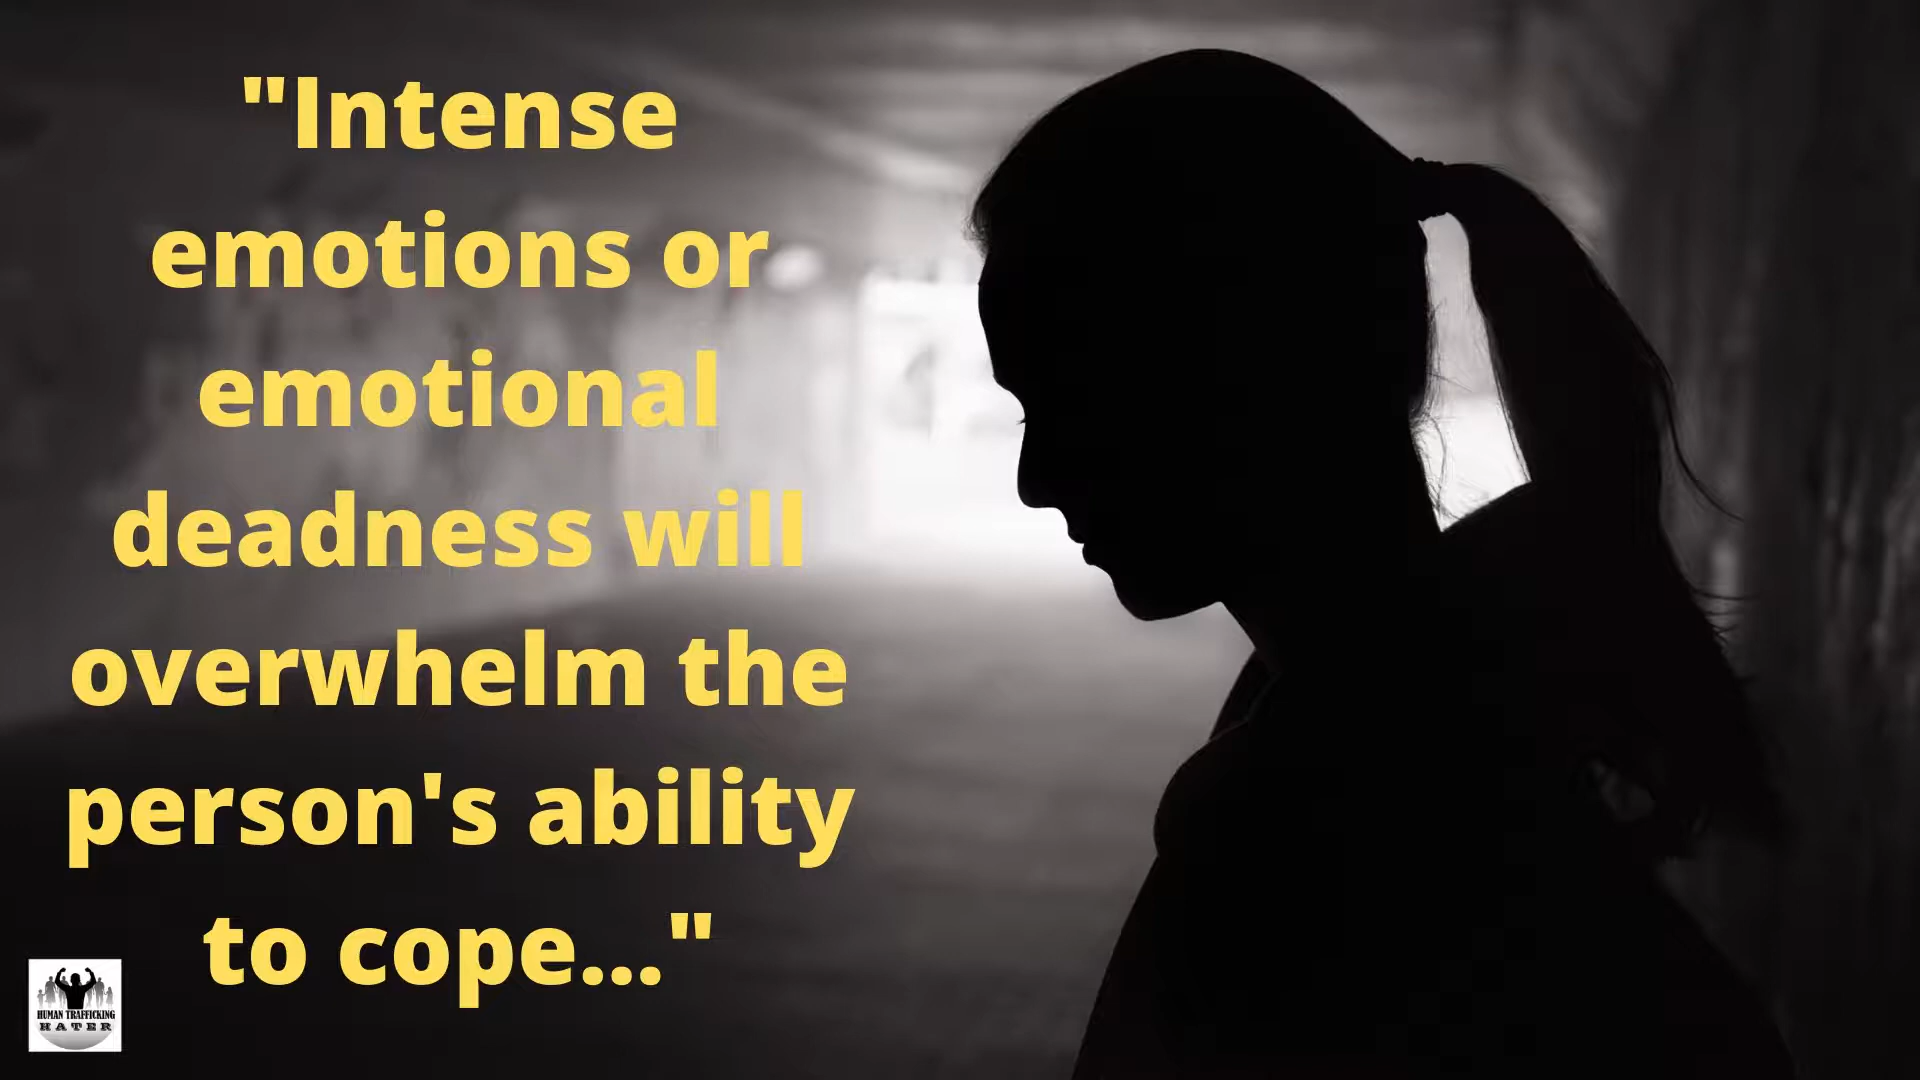 "Intense
emotions or
emotional
deadness will
overwhelm the
person's ability
to cope..."
HUMAN TRAFFICKING
HATER